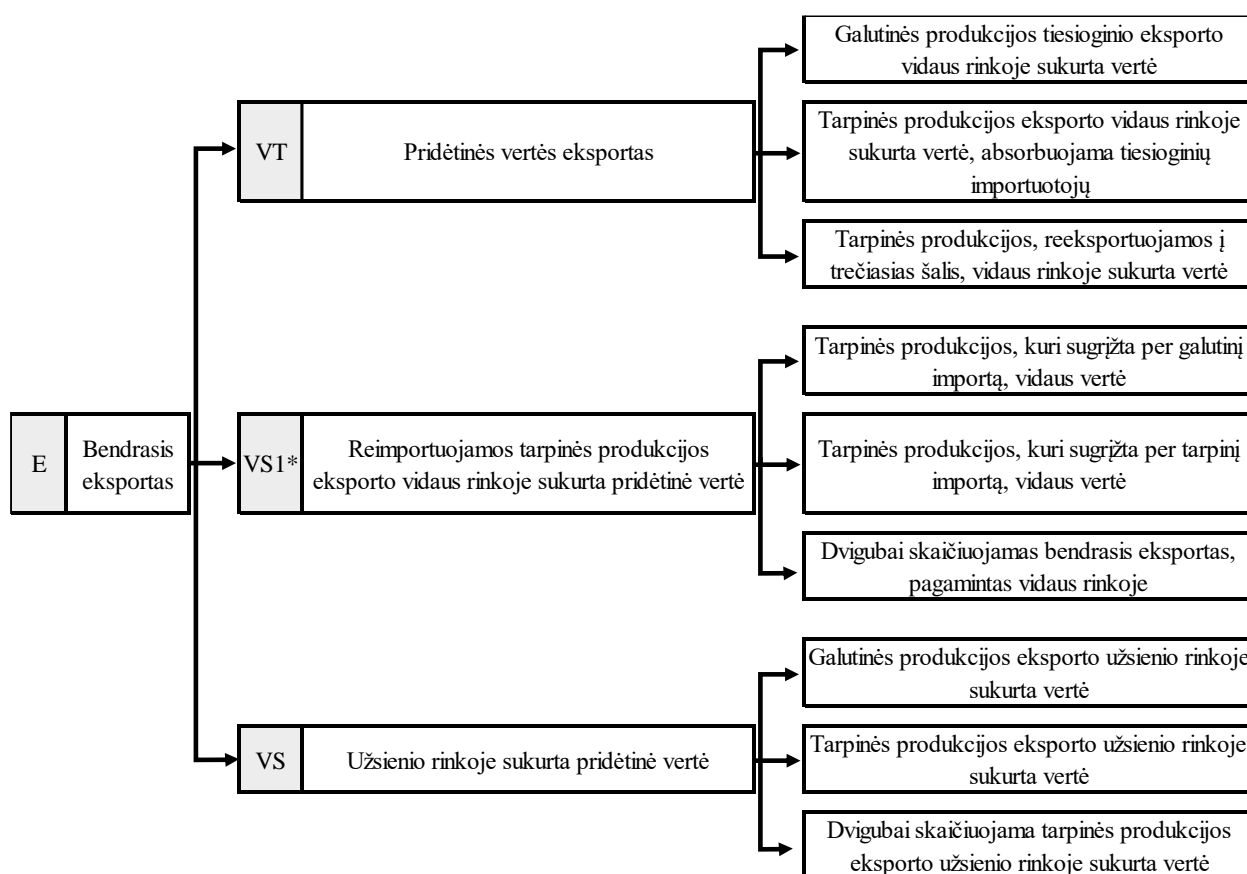 Galutinės produkcijos tiesioginio eksporto
vidaus rinkoje sukurta vertė
VT
Pridėtinės vertės eksportas
Tarpinės produkcijos eksporto vidaus rinkoje
sukurta vertė, absorbuojama tiesioginių
importuotojų
Tarpinės produkcijos, reeksportuojamos į
trečiasias šalis, vidaus rinkoje sukurta vertė
E
Bendrasis
eksportas
VS1*
Reimportuojamos tarpinės produkcijos
eksporto vidaus rinkoje sukurta pridėtinė vertė
Tarpinės produkcijos, kuri sugrįžta per galutinį
importą, vidaus vertė
Tarpinės produkcijos, kuri sugrįžta per tarpinį
importą, vidaus vertė
Dvigubai skaičiuojamas bendrasis eksportas,
pagamintas vidaus rinkoje
VS
Užsienio rinkoje sukurta pridėtinė vertė
Galutinės produkcijos eksporto užsienio rinkoje
sukurta vertė
Tarpinės produkcijos eksporto užsienio rinkoje
sukurta vertė
Dvigubai skaičiuojama tarpinės produkcijos
eksporto užsienio rinkoje sukurta vertė